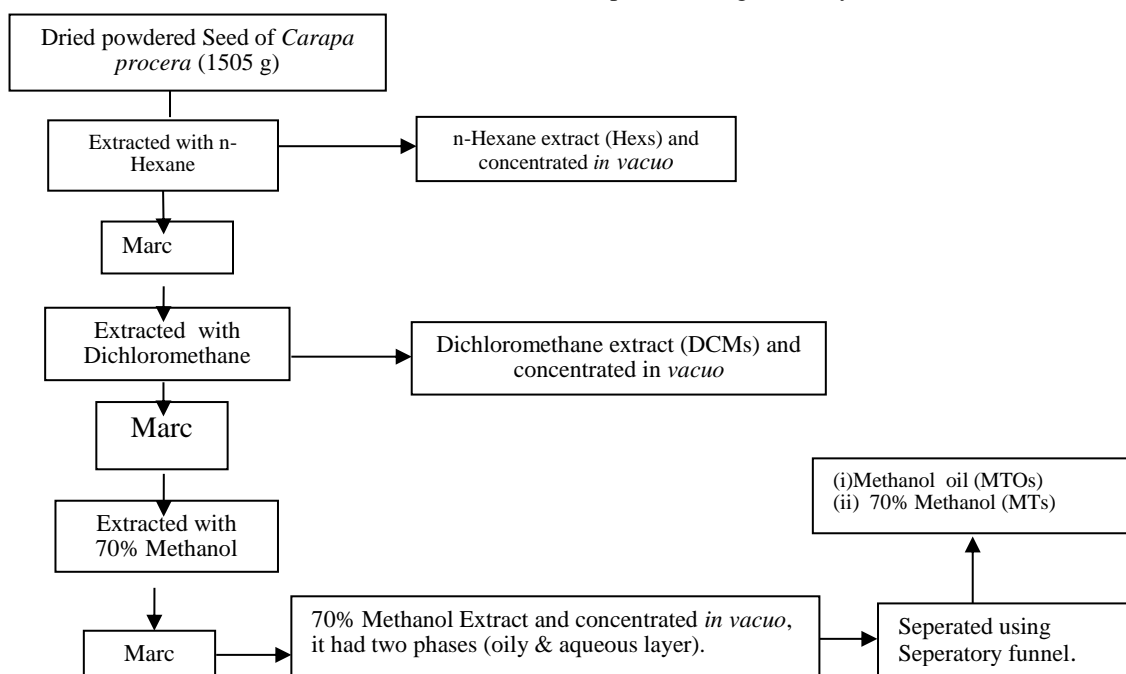 Dried powdered Seed of Carapa
procera (1505 g)
Extracted with n-
Hexane
n-Hexane extract (Hexs) and
concentrated in vacuo
Marc
Extracted with
Dichloromethane
Dichloromethane extract (DCMs) and
concentrated in vacuo
Marc
Extracted with
70% Methanol
(i)Methanol oil (MTOs)
(ii) 70% Methanol (MTs)
Marc
70% Methanol Extract and concentrated in vacuo,
it had two phases (oily & aqueous layer).
Seperated using
Seperatory funnel.